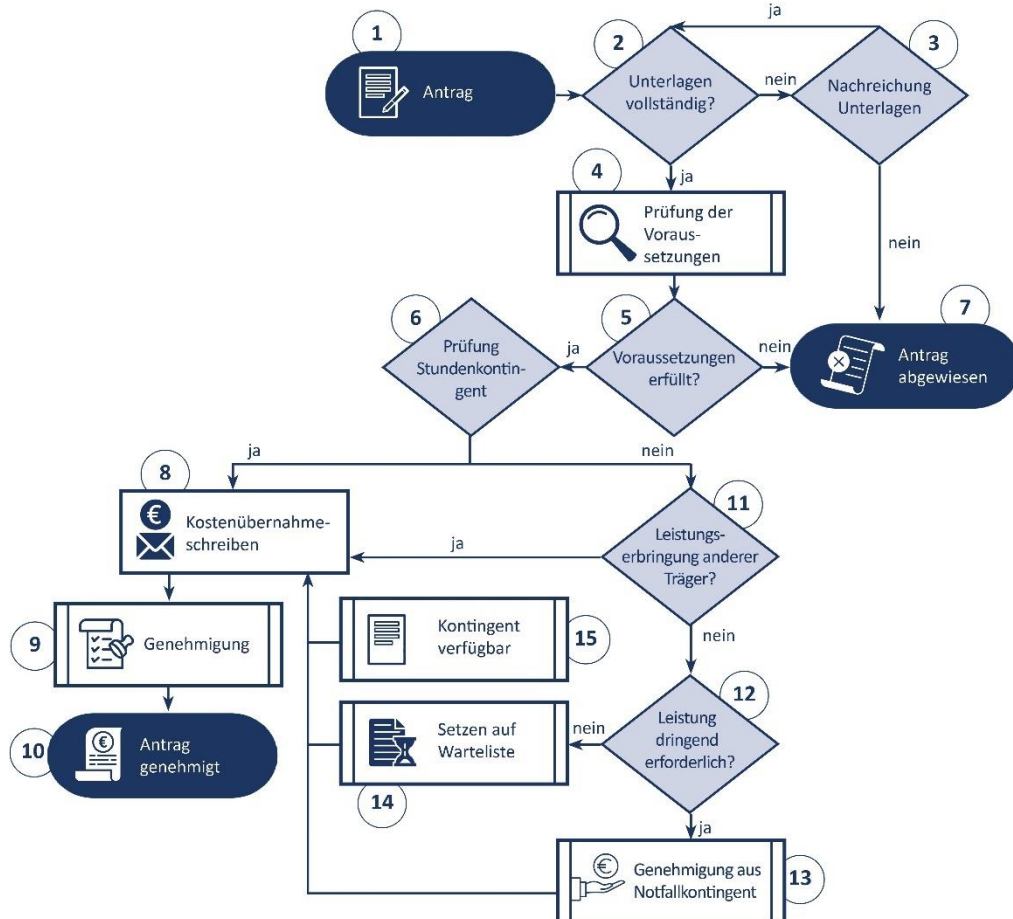 1
Antrag
2
Unterlagen
vollständig?
ja
nein
3
Nachreichung
Unterlagen
ja
nein
4
Prüfung der
Voraus-
setzungen
5
Voraussetzungen
erfüllt?
ja
nein
6
Prüfung
Stundenkontin-
gent
7
Antrag
abgewiesen
ja
nein
8
€
Kostenübernahme-
schreiben
9
Genehmigung
10
€
Antrag
genehmigt
11
Leistungs-
erbringung anderer
Träger?
ja
nein
12
Leistung
dringend
erforderlich?
nein
ja
13
€
Genehmigung aus
Notfallkontingent
14
Setzen auf
Warteliste
15
Kontingent
verfügbar